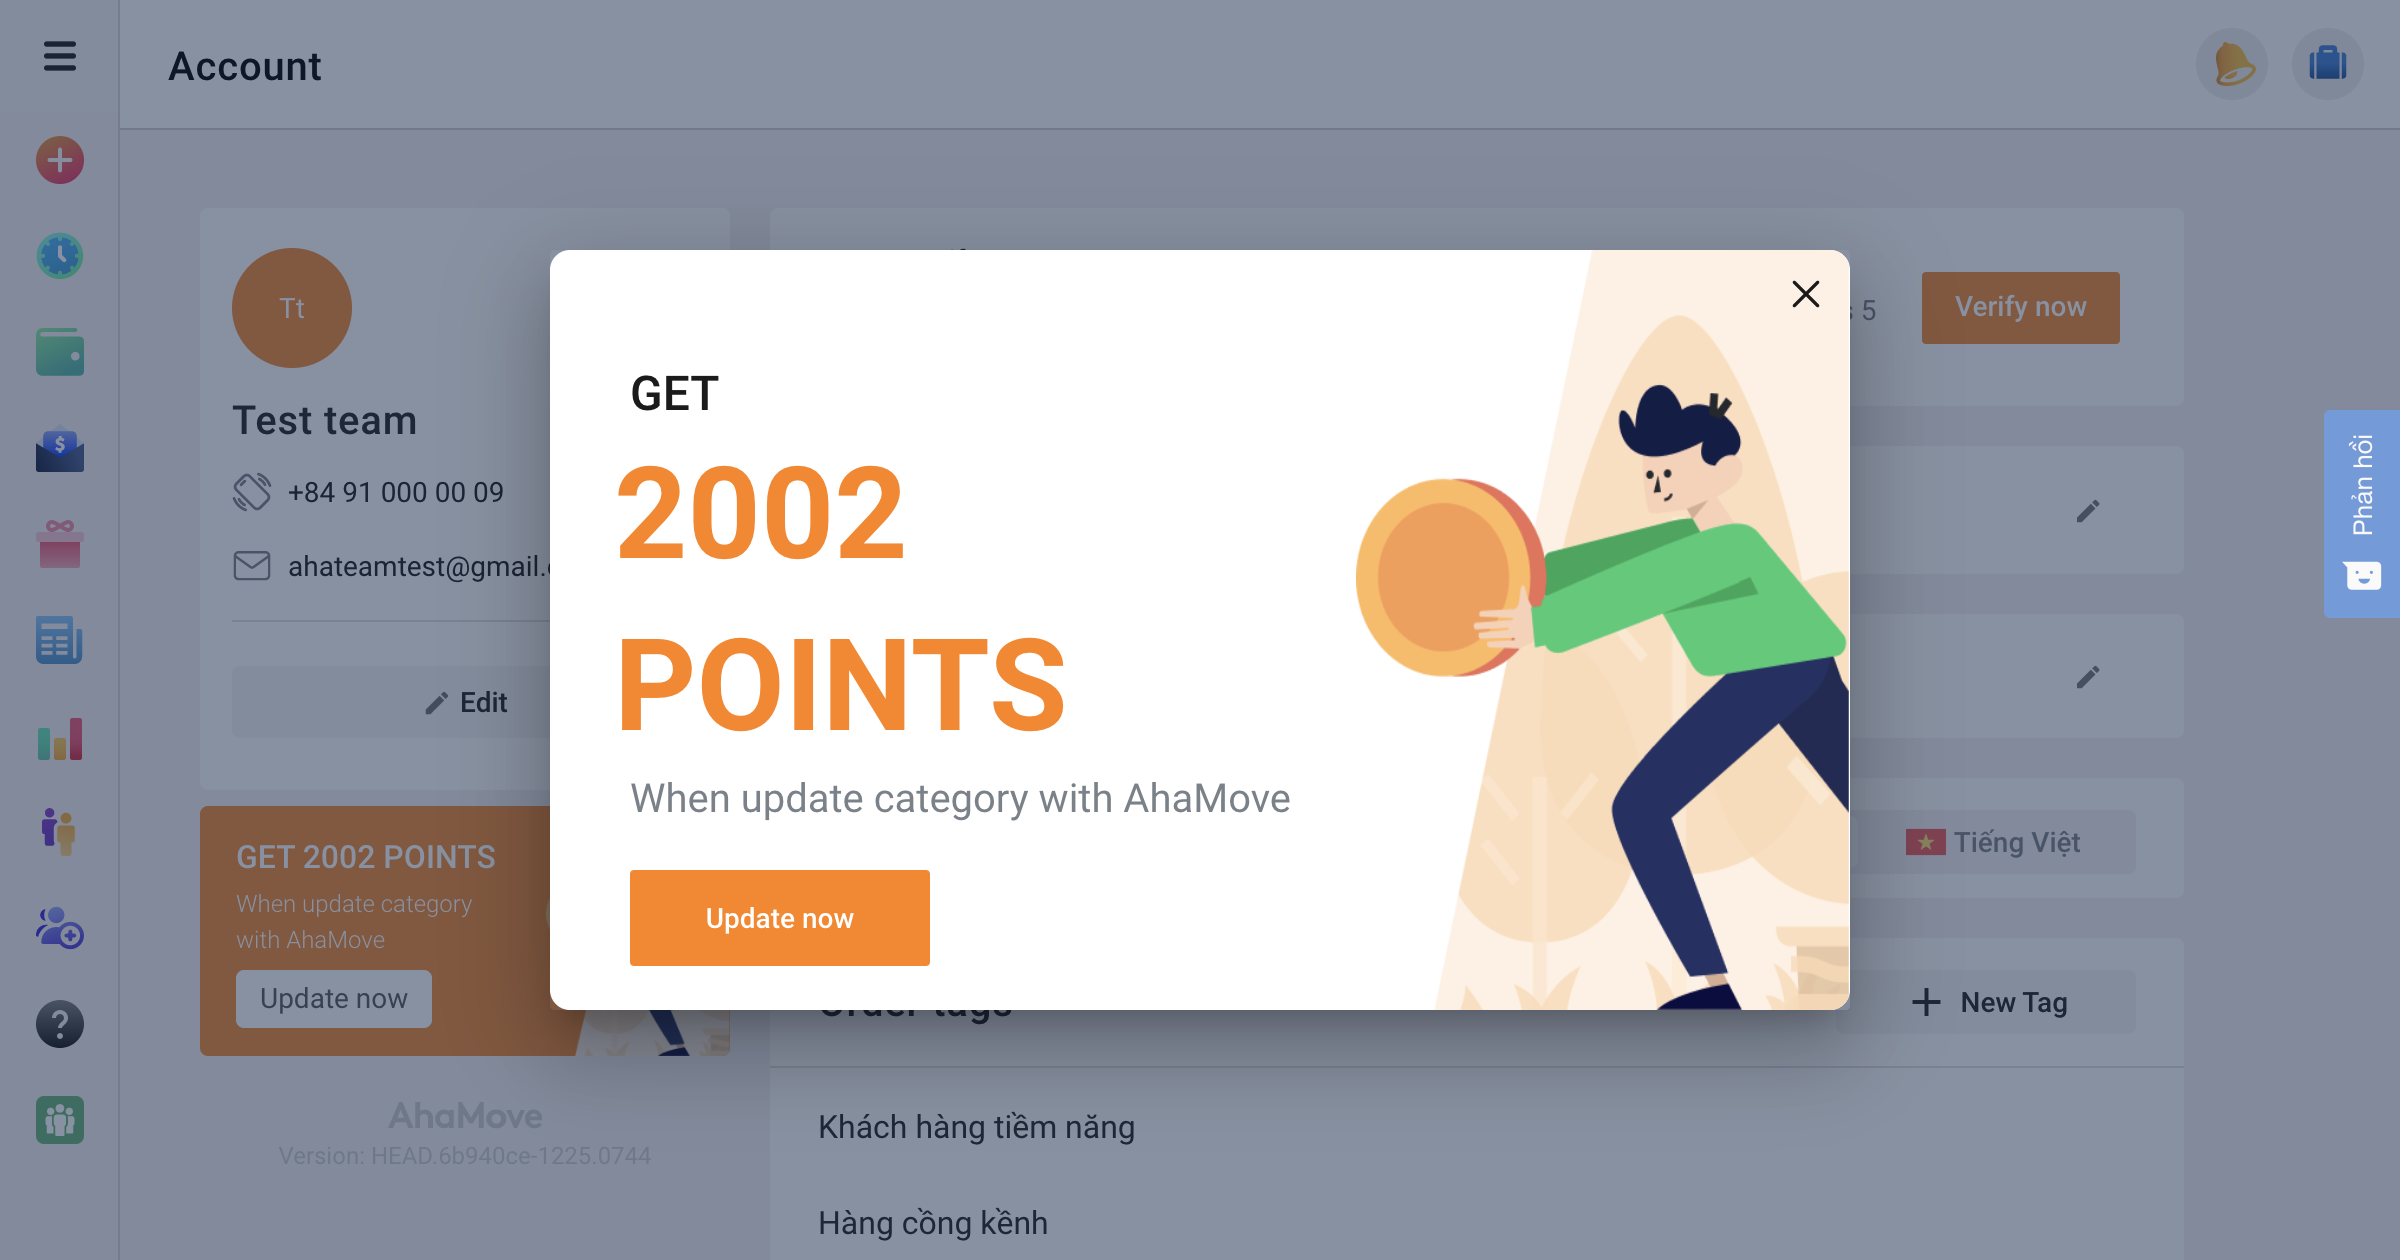 Account
Tt
Test team
+84 91 000 00 09
ahateamtest@gmail.
Edit
GET 2002 POINTS
When update category
with AhaMove
Update now
AhaMove
Version: HEAD.6b940ce-1225.0744
GET
2002
POINTS
When update category with AhaMove
Update now
5
Verify now
Tiếng Việt
Order tags
New Tag
Khách hàng tiềm năng
Hàng cồng kềnh
Phản hồi